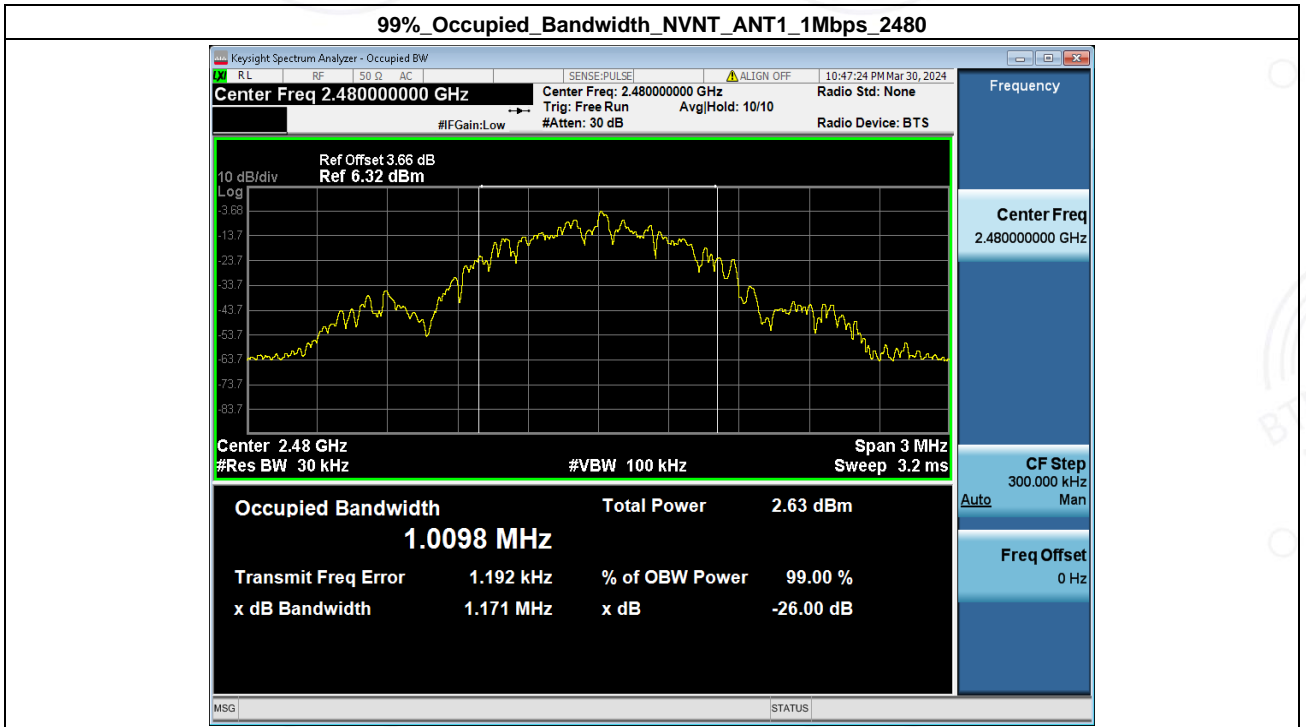 99%_Occupied_Bandwidth_NVNT_ANT1_1Mbps_2480
Keysight Spectrum Analyzer - Occupied BW
LXI RL RF 50 Ω AC SENSE:PULSE ALIGN OFF 10:47:24 PM Mar 30, 2024
Center Freq 2.480000000 GHz
Center Freq: 2.480000000 GHz Radio Std: None
Trig: Free Run Avg|Hold: 10/10
#IFGain:Low #Atten: 30 dB Radio Device: BTS
Frequency
Ref Offset 3.66 dB
10 dB/div Ref 6.32 dBm
Log
-3.68
-13.7
-23.7
-33.7
-43.7
-53.7
-63.7
-73.7
-83.7
Center 2.48 GHz Span 3 MHz
#Res BW 30 kHz #VBW 100 kHz Sweep 3.2 ms
Occupied Bandwidth Total Power 2.63 dBm
1.0098 MHz
Transmit Freq Error 1.192 kHz % of OBW Power 99.00 %
x dB Bandwidth 1.171 MHz x dB -26.00 dB
Center Freq
2.480000000 GHz
CF Step
300.000 kHz
Auto Man
Freq Offset
0 Hz
MSG STATUS